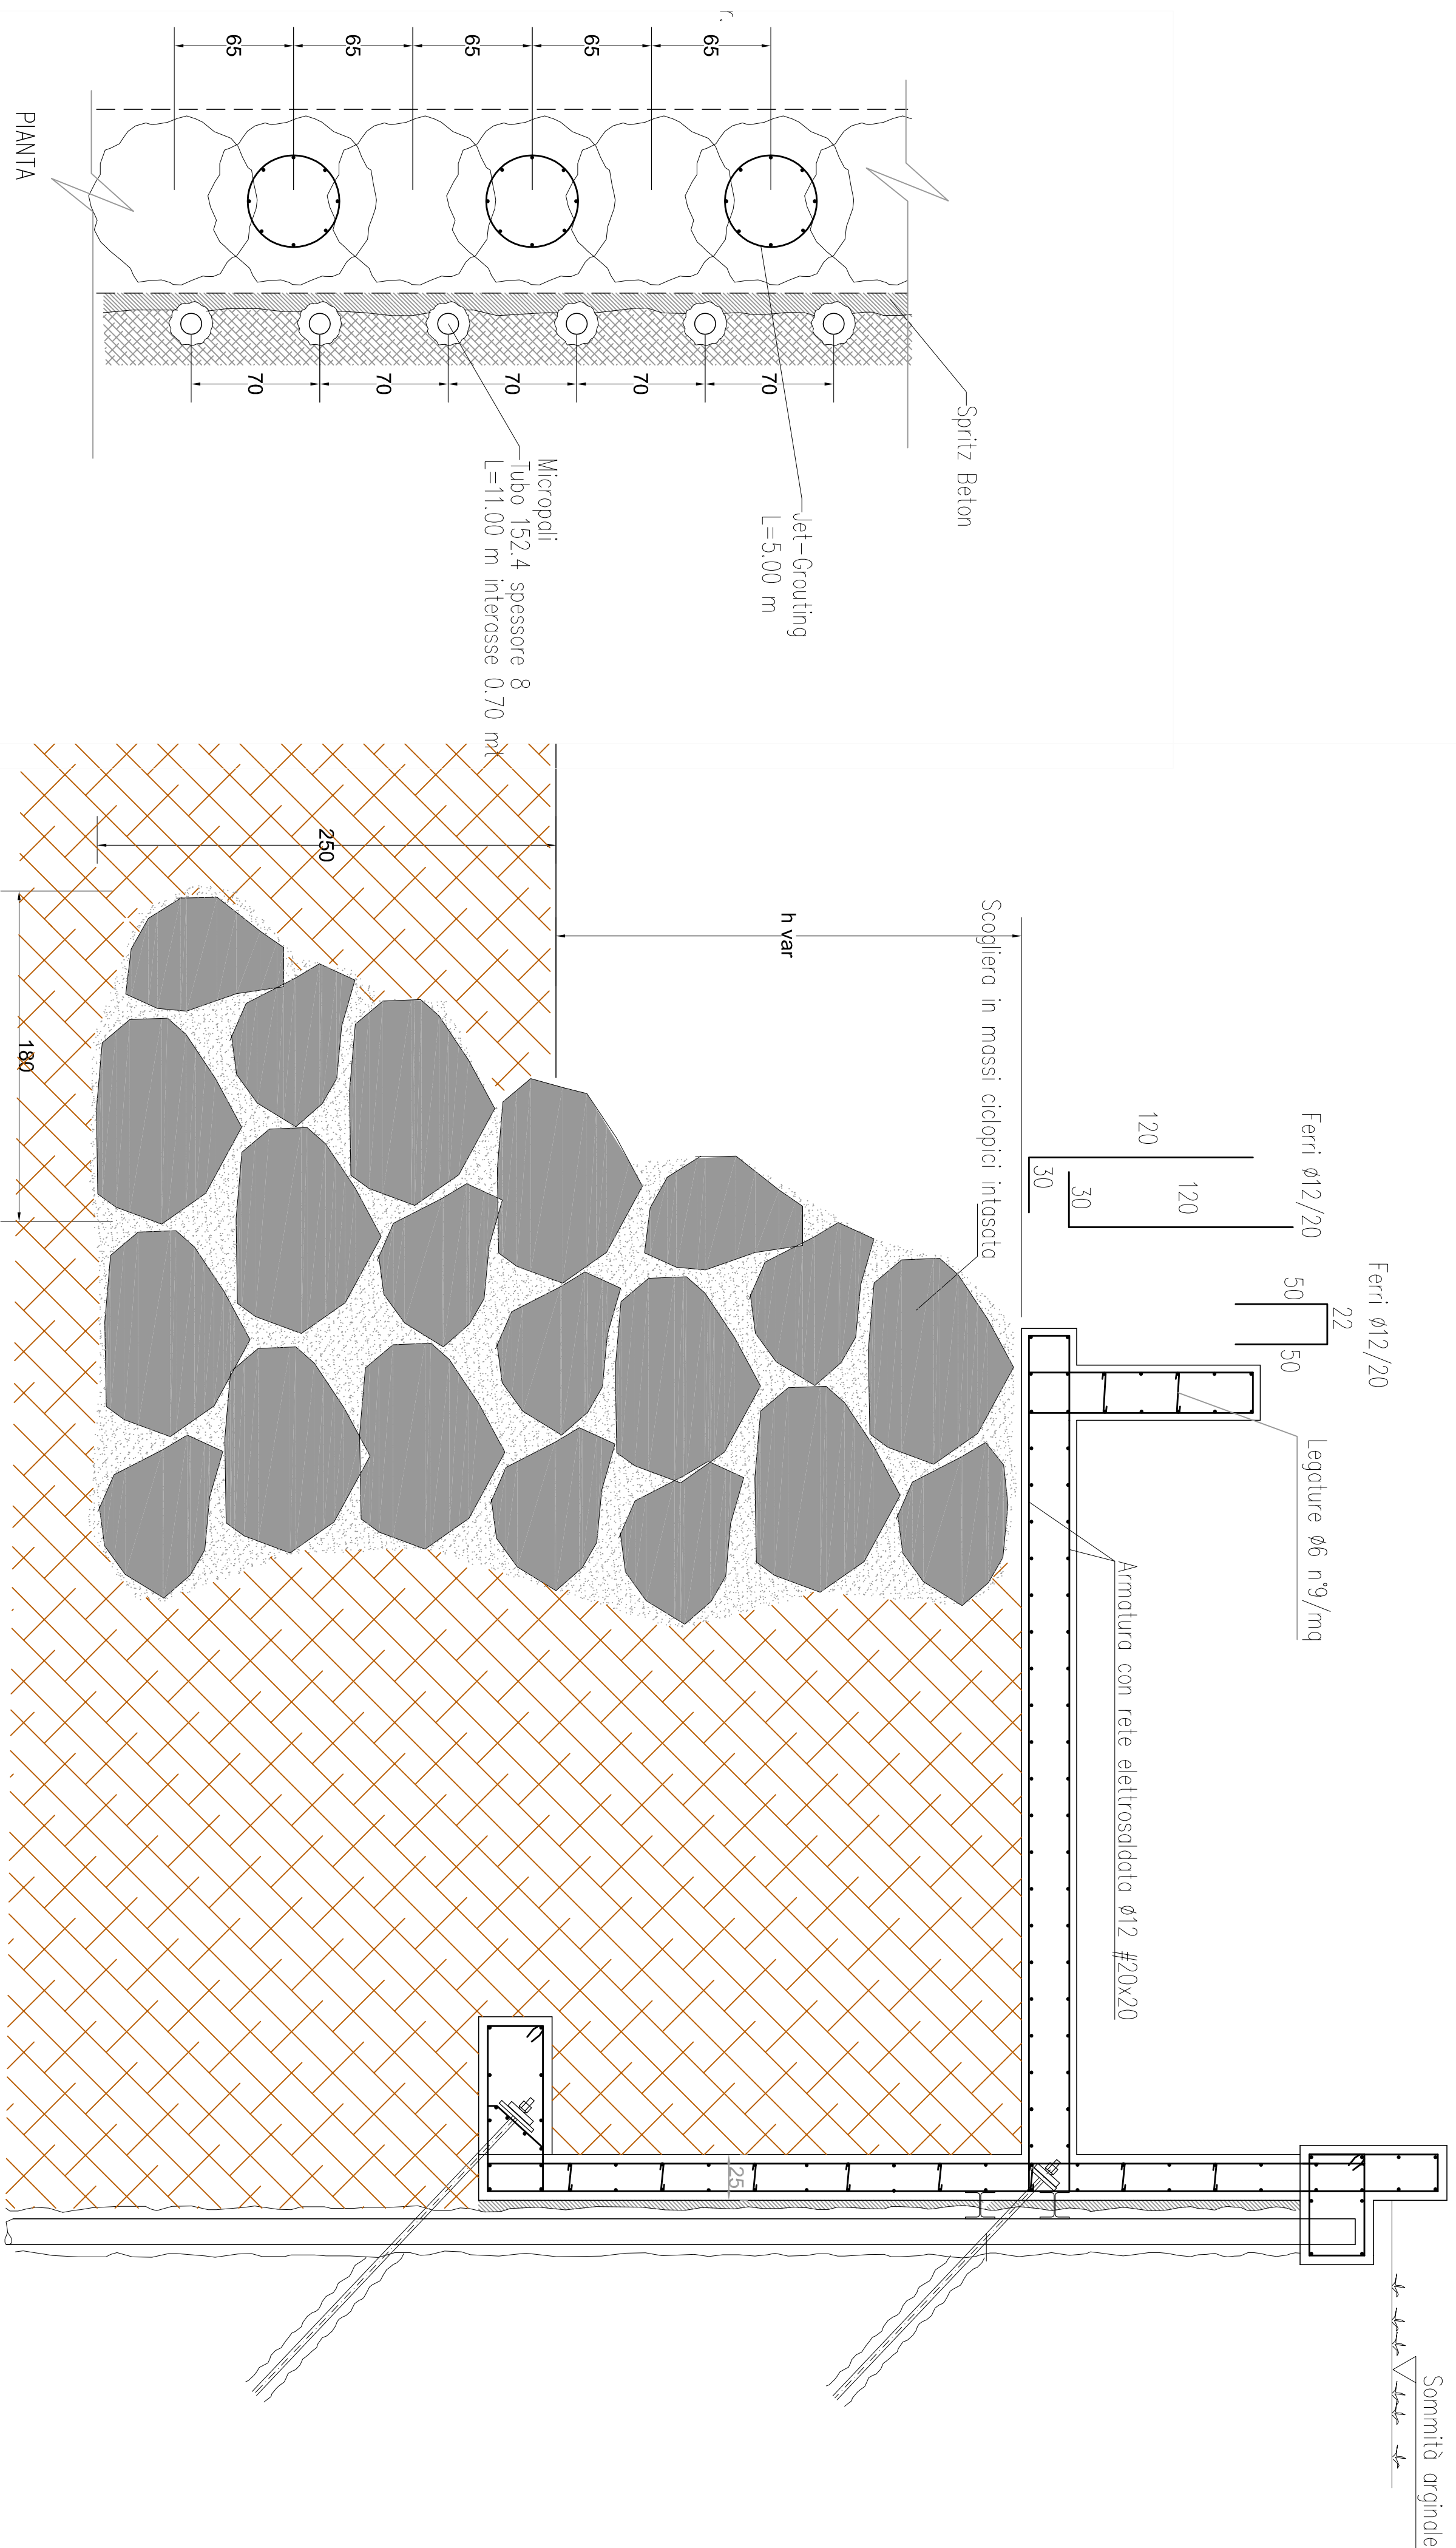 Sommità arginale
Ferri ø12/20
22
50
50
Ferri ø12/20
120
30
120
30
Legature ø6 n°9/mq
Armatura con rete elettrosaldata ø12 #20x20
Scogliera in massi ciclopici intasata
h var
25
250
180
Spritz Beton
Jet-Grouting
L=5.00 m
Micropali
Tubo 152.4 spessore 8
L=11.00 m interasse 0.70 mt
65
65
65
65
65
70
70
70
70
70
PIANTA